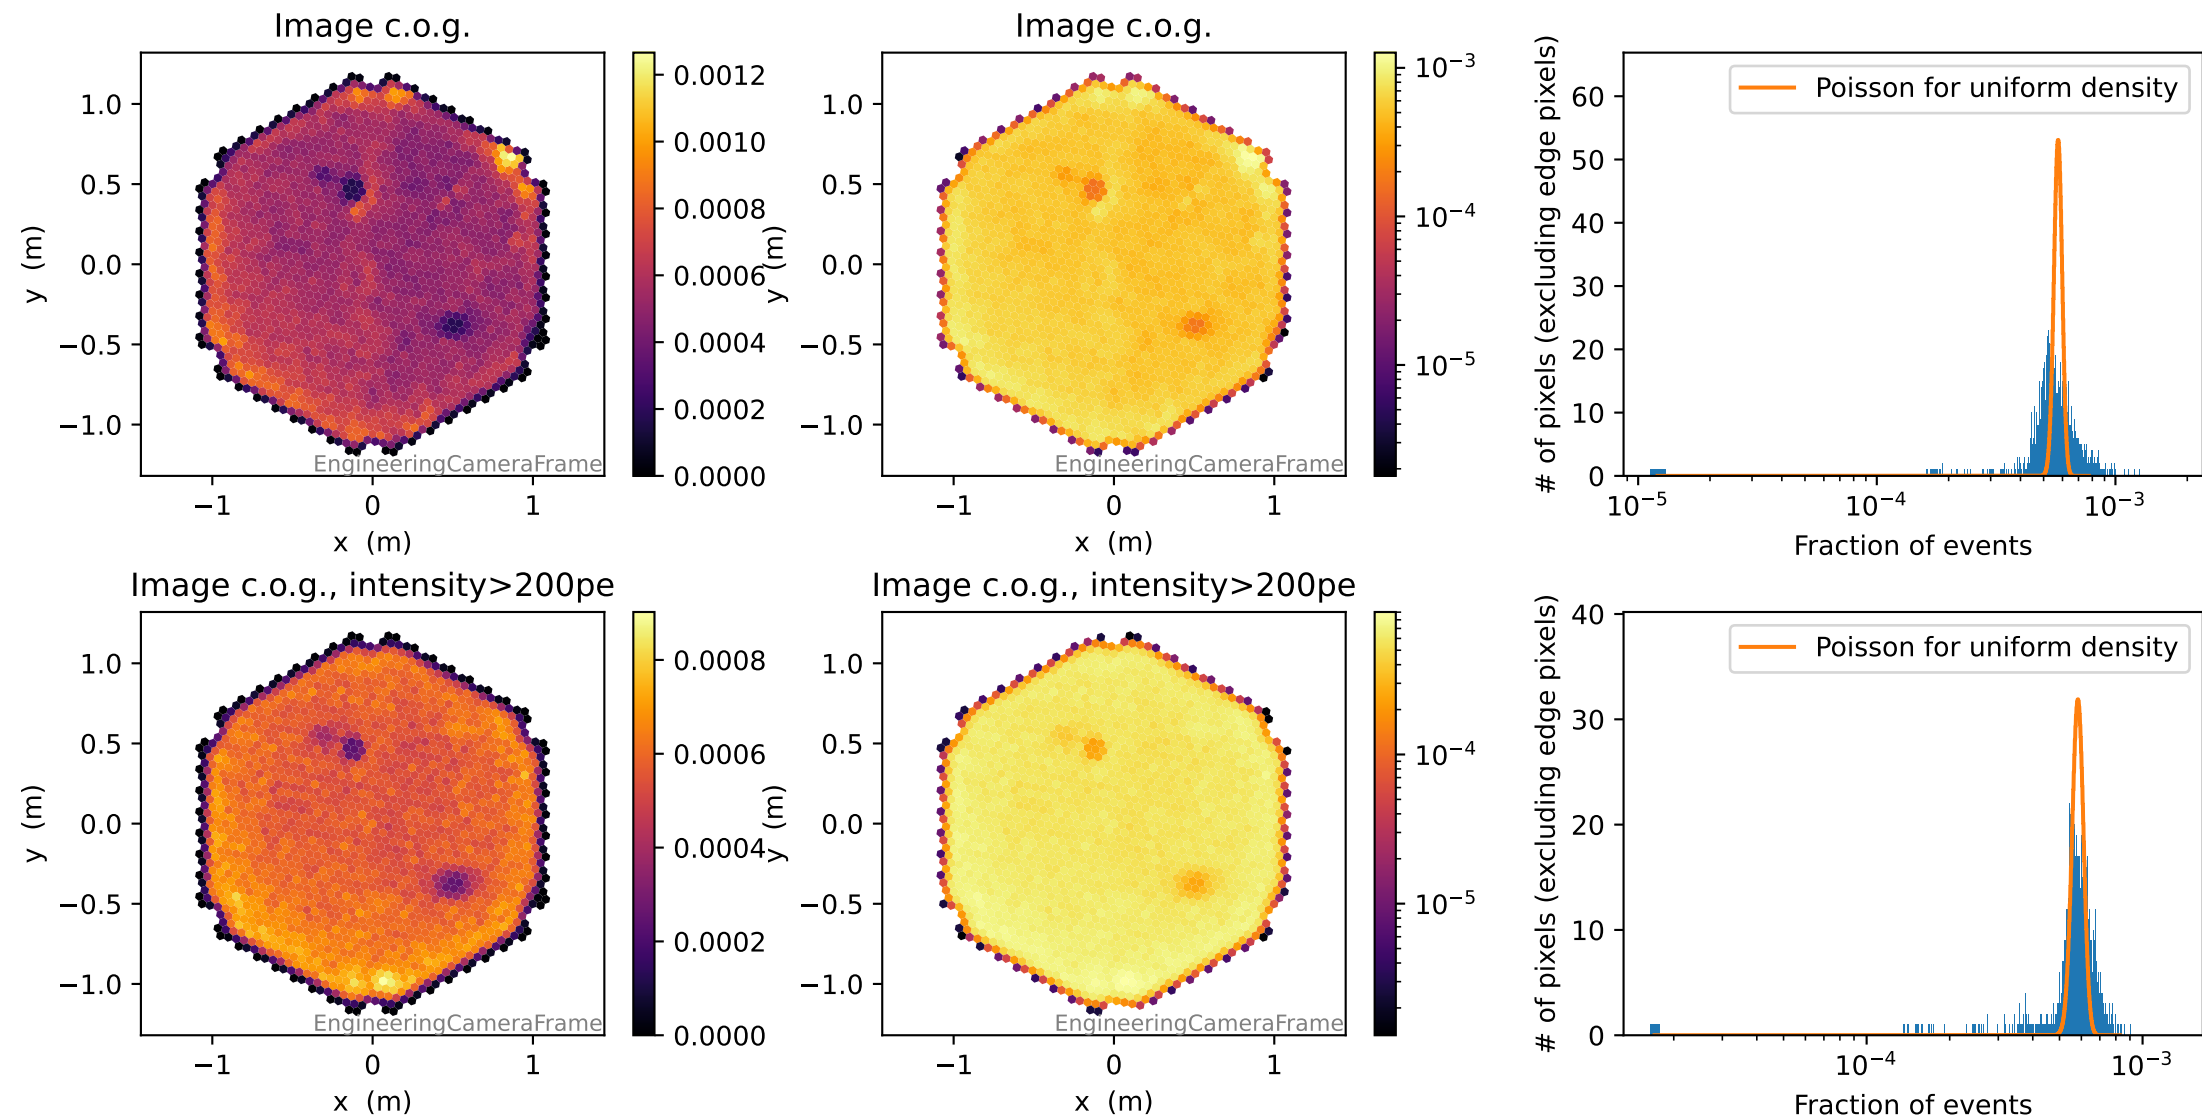 Image c.o.g.
1.0
0.5
0.0
−0.5
−1.0
y (m)
−1 0 1
x (m)
EngineeringCameraFrame
0.0012
0.0010
0.0008
0.0006
0.0004
0.0002
0.0000
Image c.o.g.
1.0
0.5
0.0
−0.5
−1.0
y (m)
−1 0 1
x (m)
EngineeringCameraFrame
10−3
10−4
10−5
# of pixels (excluding edge pixels)
60
50
40
30
20
10
0
Poisson for uniform density
10−5 10−4 10−3
Fraction of events
Image c.o.g., intensity>200pe
1.0
0.5
0.0
−0.5
−1.0
y (m)
−1 0 1
x (m)
EngineeringCameraFrame
0.0008
0.0006
0.0004
0.0002
0.0000
Image c.o.g., intensity>200pe
1.0
0.5
0.0
−0.5
−1.0
y (m)
−1 0 1
x (m)
EngineeringCameraFrame
10−4
10−5
# of pixels (excluding edge pixels)
40
30
20
10
0
Poisson for uniform density
10−4 10−3
Fraction of events